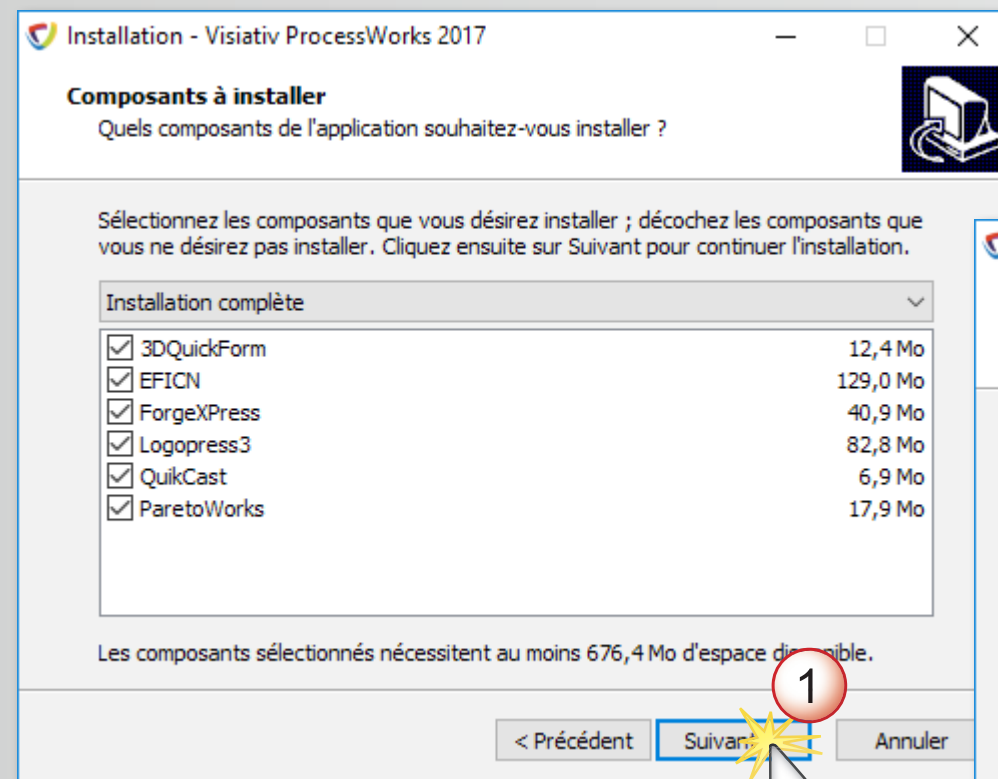 Installation - Visiativ ProcessWorks 2017
Composants à installer
Quels composants de l'application souhaitez-vous installer ?
Sélectionnez les composants que vous désirez installer ; décochez les composants que
vous ne désirez pas installer. Cliquez ensuite sur Suivant pour continuer l'installation.
Installation complète
3DQuickForm 12,4 Mo
EFICN 129,0 Mo
ForgeXPress 40,9 Mo
Logopress3 82,8 Mo
QuikCast 6,9 Mo
ParetoWorks 17,9 Mo
Les composants sélectionnés nécessitent au moins 676,4 Mo d'espace disponible.
1
< Précédent Suivant Annuler